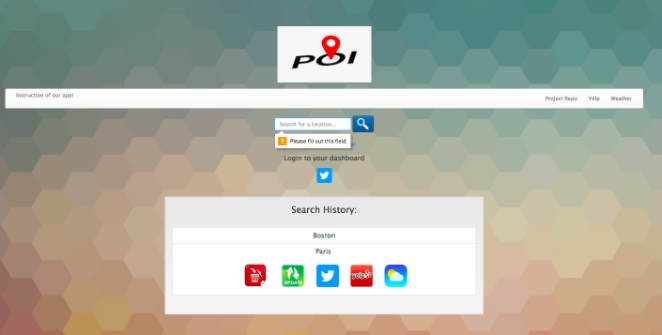 POI
Instruction of our app!
Project Repo Yelp Weather
Search for a location...
! Please fill out this field.
Login to your dashboard
Search History:
Boston
Paris
UPDATE
yelp